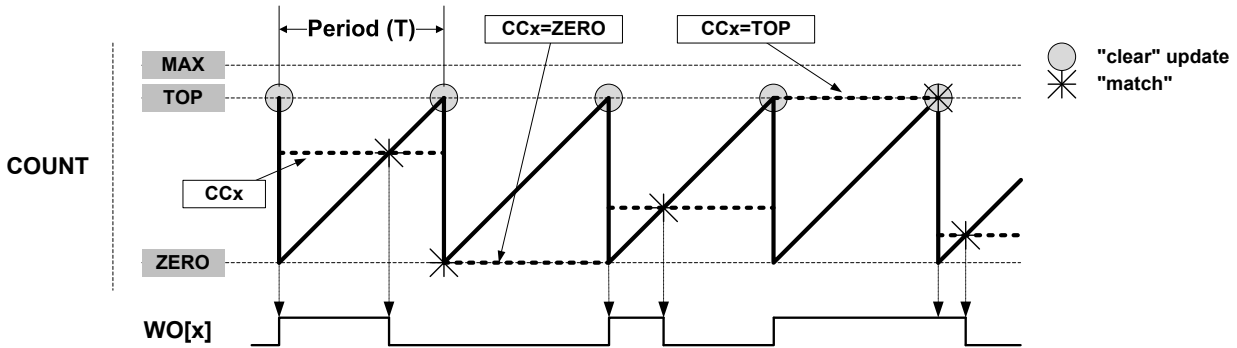 Period (T)
CCx=ZERO
CCx=TOP
"clear" update
"match"
MAX
TOP
COUNT
CCx
ZERO
WO[x]